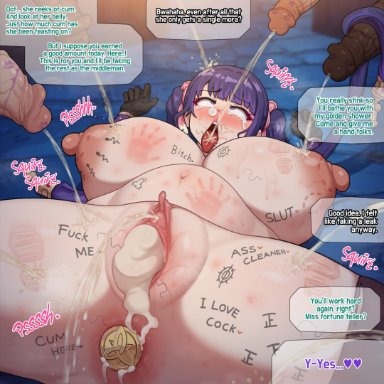 Oof... she reeks of cum.
And look at her belly
Just how much cum has
she been feasting on?
But I suppose you earned
a good amount today. Here!!
This is for you and I'll be taking
the rest as the middleman.
Bwahaha, even after all that
she only gets a single mora?
You really stink so
I'll bathe you with
my golden shower.
Come and give me
a hand folks.
Good idea, I felt
like taking a leak
anyway.
You'll work hard
again, right?
Miss fortune teller?
Y-Yes...♥♥
Squirt~
Bitch.
SLUT
Squirt~
Squirt~
FUCK
ME
ASS
CLEANER
Squirt~
I LOVE
COCK
正
正
正
CUM
HERE